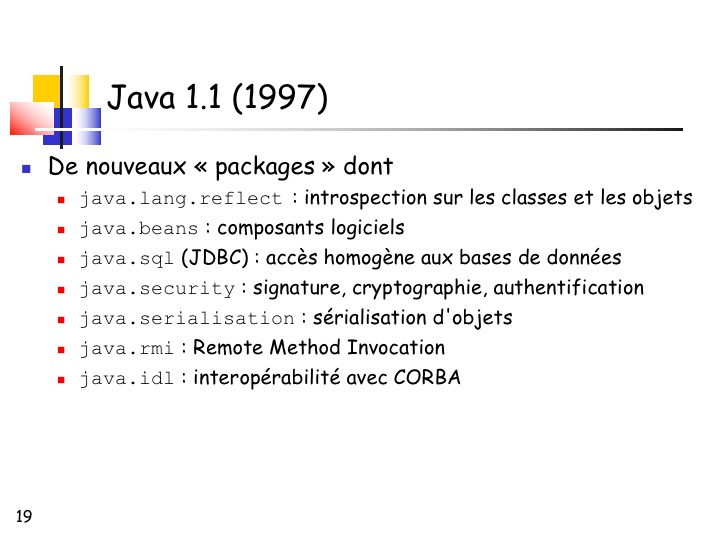 Java 1.1 (1997)
De nouveaux « packages » dont
java.lang.reflect : introspection sur les classes et les objets
java.beans : composants logiciels
java.sql (JDBC) : accès homogène aux bases de données
java.security : signature, cryptographie, authentification
java.serialisation : sérialisation d'objets
java.rmi : Remote Method Invocation
java.idl : interopérabilité avec CORBA
19